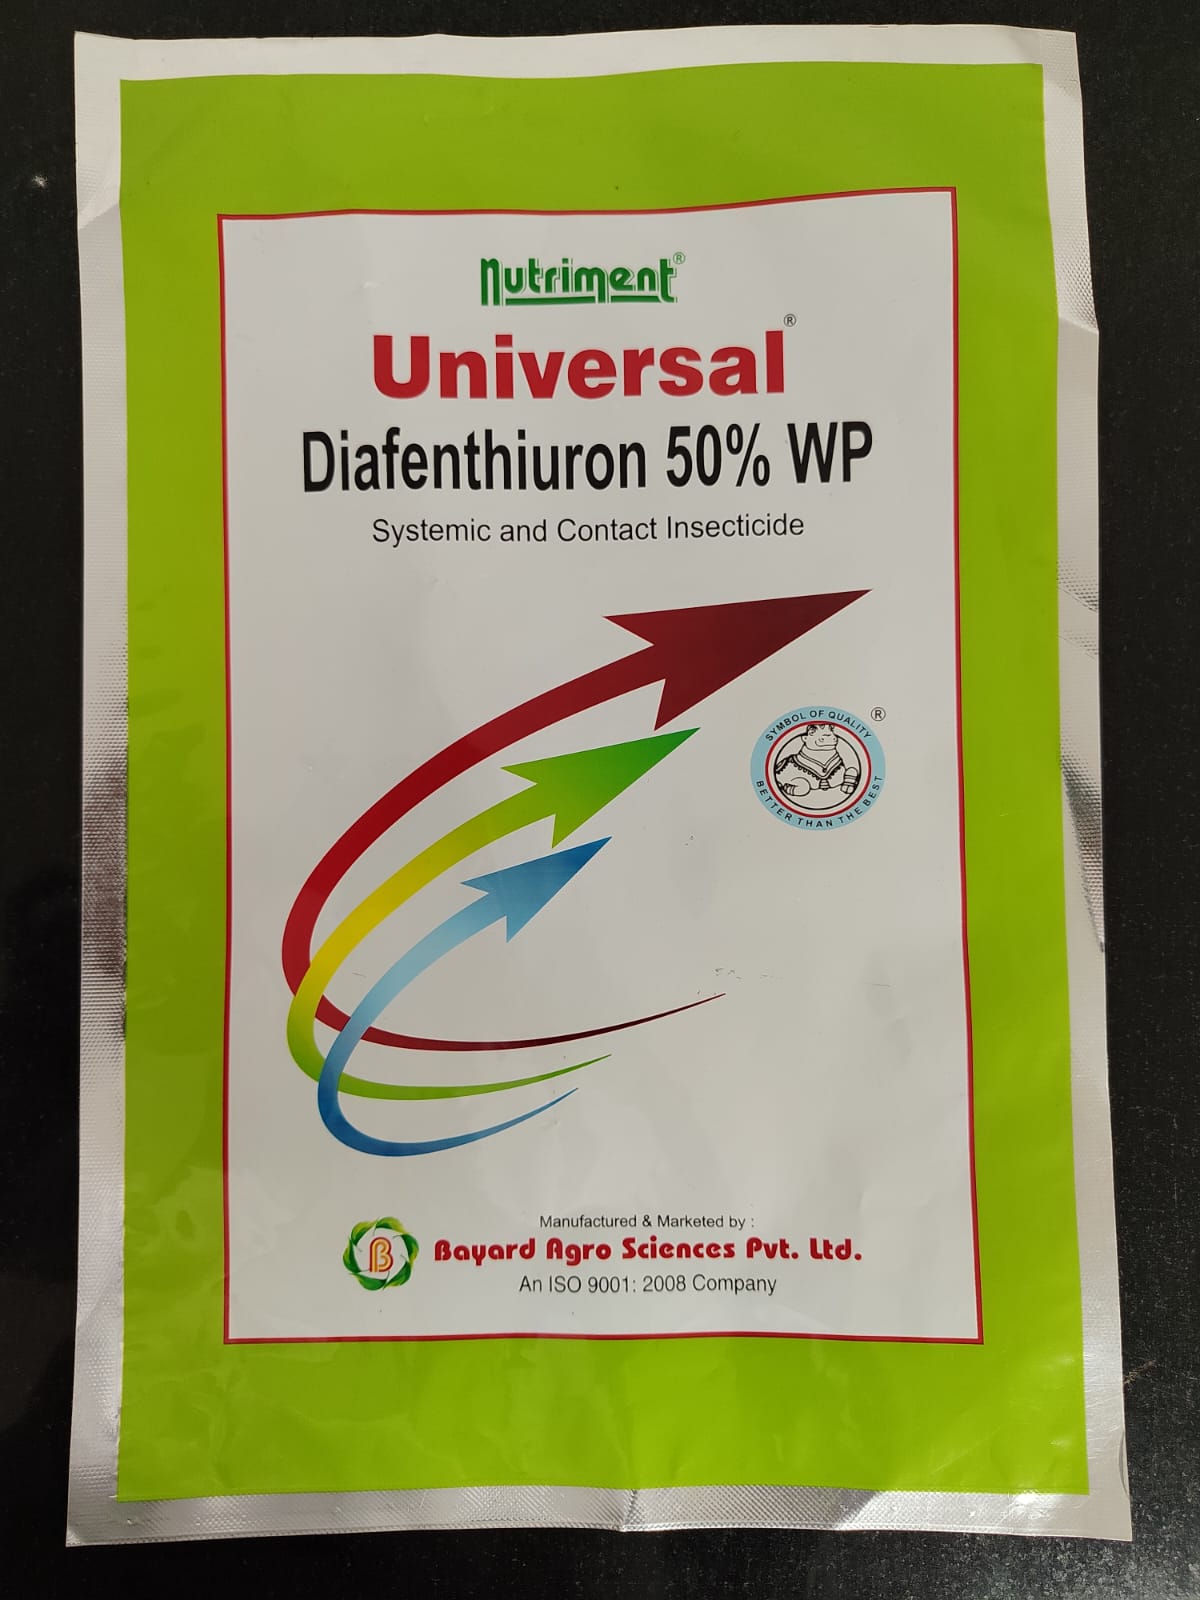 nutriment®
Universal®
Diafenthiuron 50% WP
Systemic and Contact Insecticide
SYMBOL OF QUALITY ®
BETTER THAN THE BEST
Manufactured & Marketed by :
B
Bayard Agro Sciences Pvt. Ltd.
An ISO 9001: 2008 Company